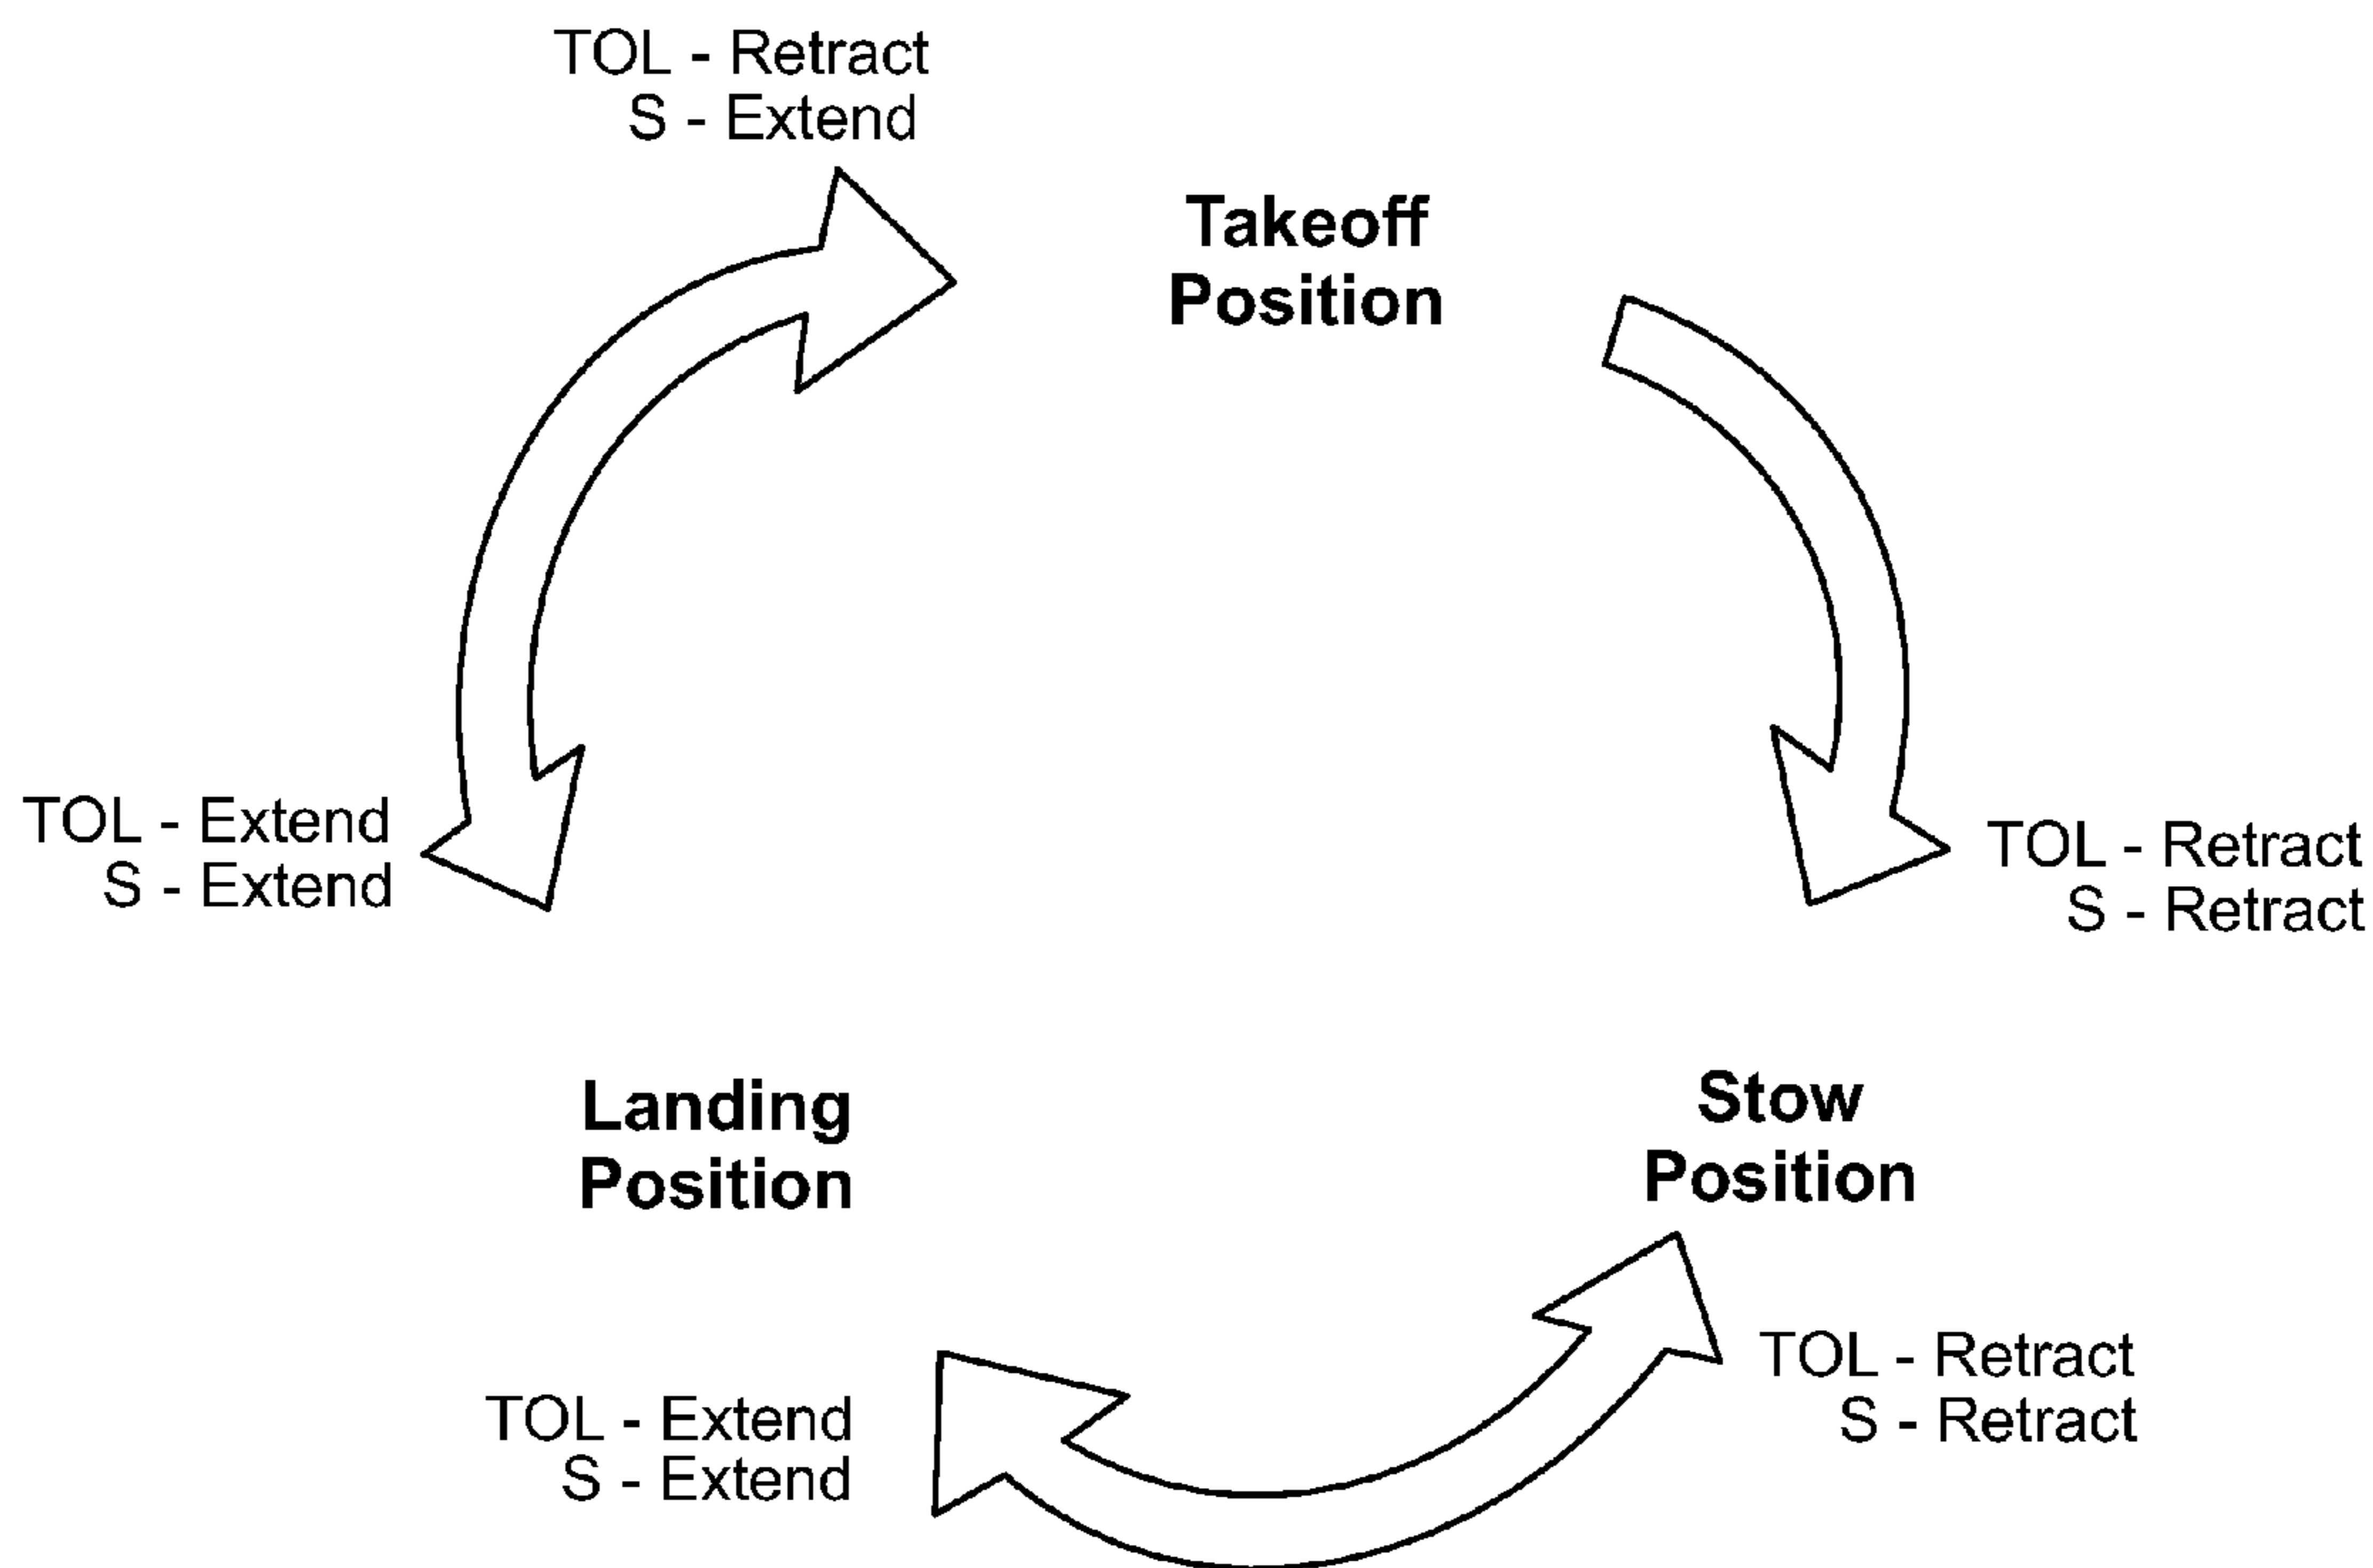 TOL - Retract
S - Extend
Takeoff
Position
TOL - Extend
S - Extend
TOL - Retract
S - Retract
Landing
Position
Stow
Position
TOL - Retract
S - Retract
TOL - Extend
S - Extend